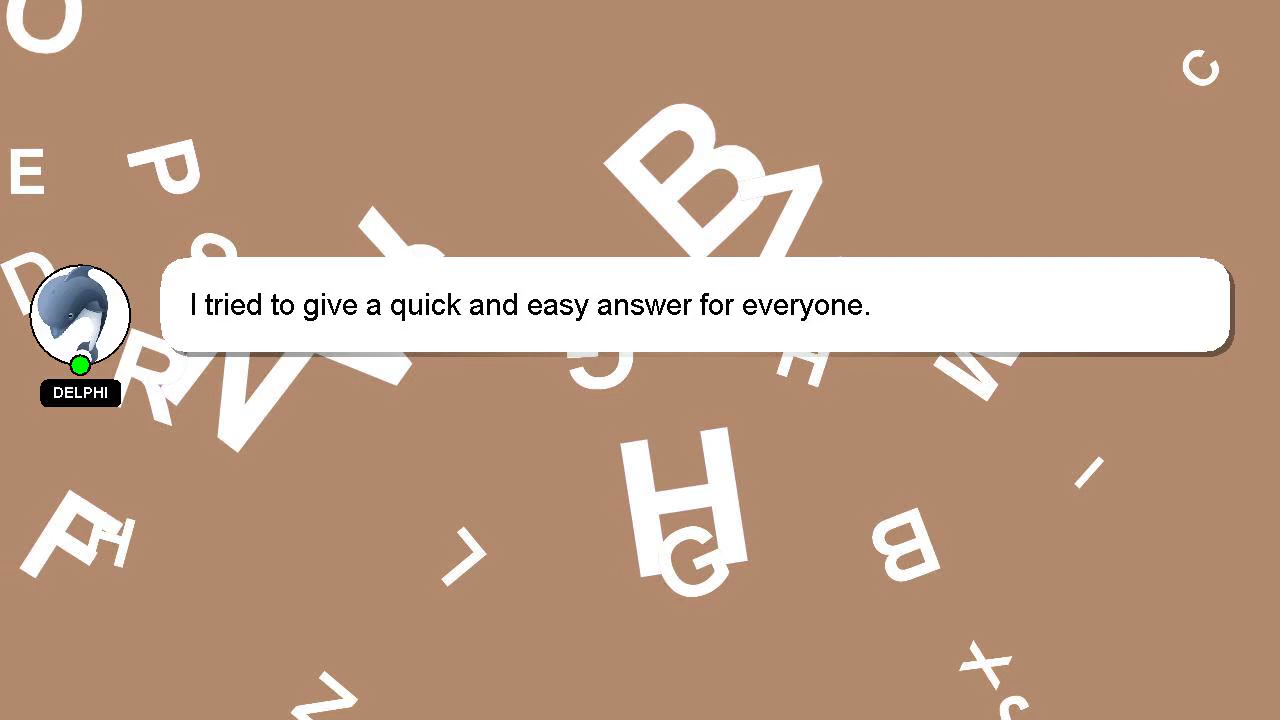 O
C
E
P
B
Z
D
S
I tried to give a quick and easy answer for everyone.
DELPHI
R
N
G
H
W
H
I
F
H
L
G
B
X
Z
J